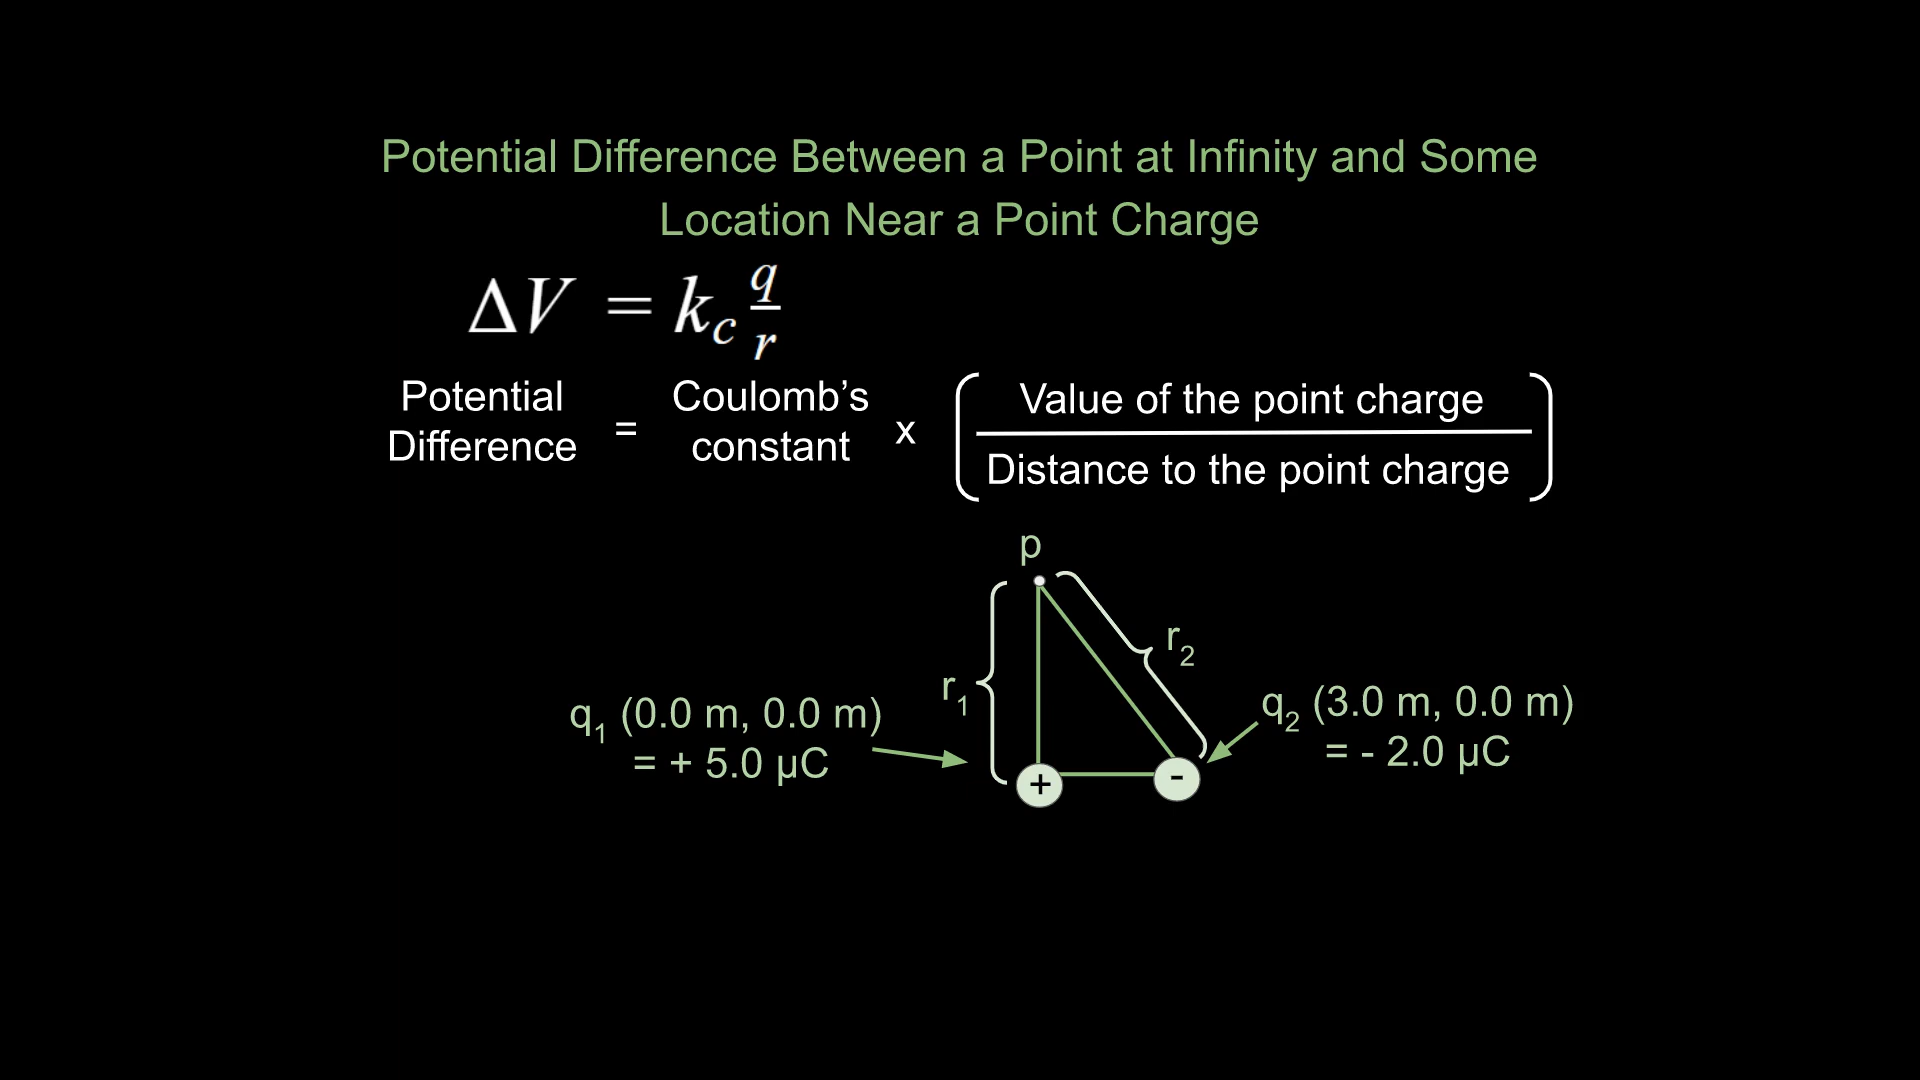 Potential Difference Between a Point at Infinity and Some
Location Near a Point Charge
ΔV = k_c q/r
Potential
Difference
=
Coulomb’s
constant
x
Value of the point charge
Distance to the point charge
p
r₂
r₁
q₁ (0.0 m, 0.0 m)
= + 5.0 µC
q₂ (3.0 m, 0.0 m)
= - 2.0 µC
+
-